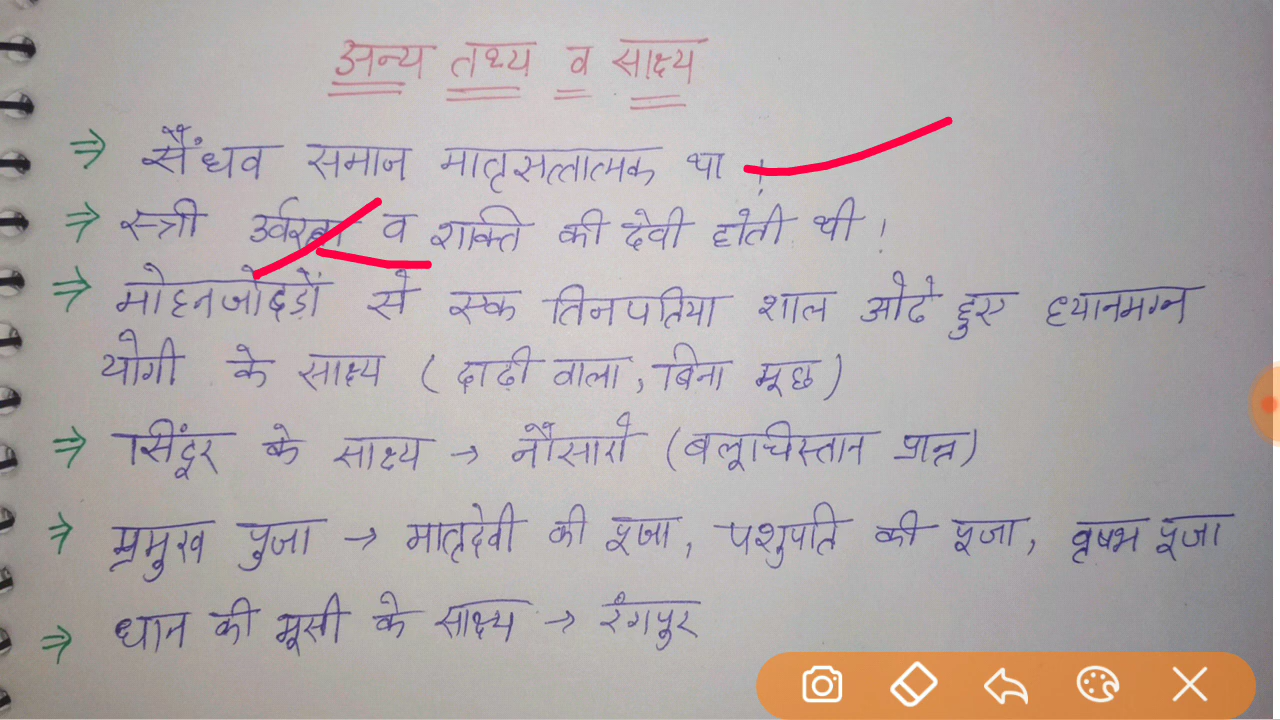 अन्य तथ्य व साक्ष्य
⇒ सैंधव समाज मातृसत्तात्मक था !
⇒ स्त्री उर्वरता व शक्ति की देवी होती थी !
⇒ मोहनजोदड़ों से एक तिनपतिया शाल ओढे हुए ध्यानमग्न
योगी के साक्ष्य ( दाढ़ी वाला, बिना मूछ )
⇒ सिंदूर के साक्ष्य → नौसारो (बलूचिस्तान प्रान्त)
⇒ प्रमुख पुजा → मातृदेवी की पूजा, पशुपति की पूजा, वृषभ पूजा
⇒ धान की भूसी के साक्ष्य → रंगपुर